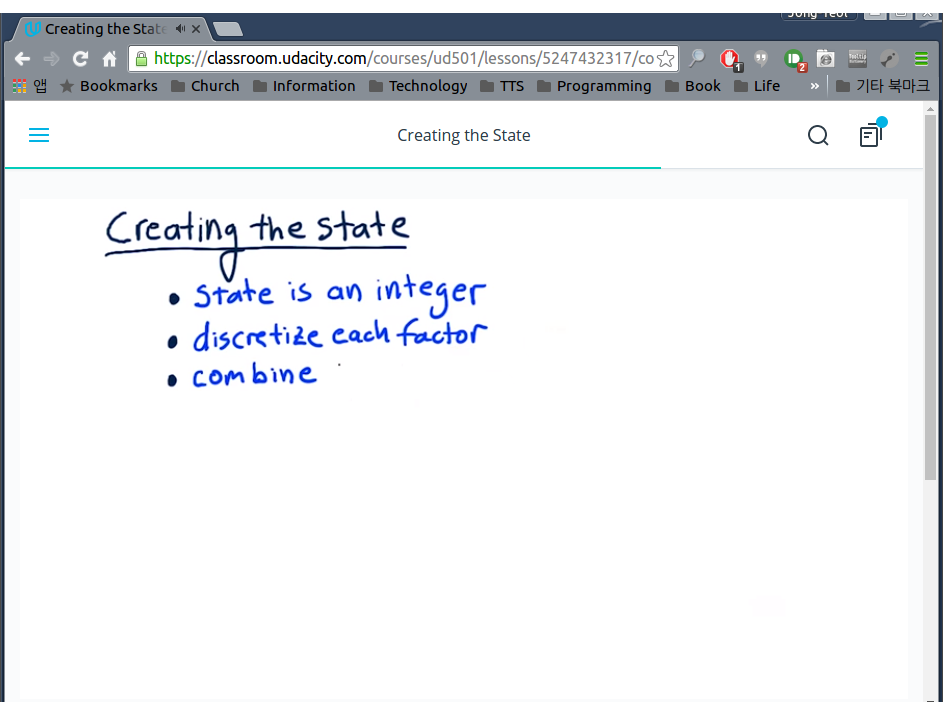 Jong Yeol
Creating the State
https://classroom.udacity.com/courses/ud501/lessons/5247432317/co
1
2
앱 Bookmarks Church Information Technology TTS Programming Book Life » 기타 북마크
Creating the State
Creating the state
• state is an integer
• discretize each factor
• combine